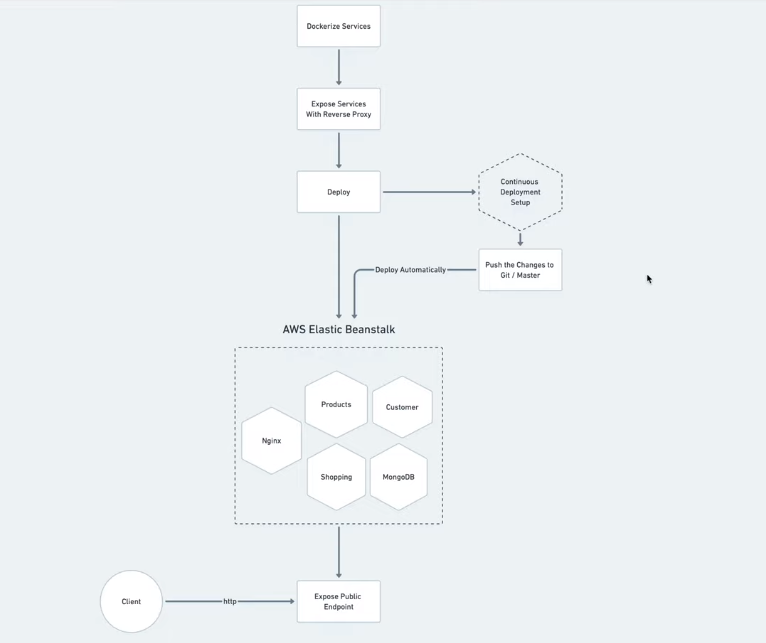 Dockerize Services
Expose Services
With Reverse Proxy
Deploy
Continuous
Deployment
Setup
Push the Changes to
Git / Master
Deploy Automatically
AWS Elastic Beanstalk
Products
Customer
Nginx
Shopping
MongoDB
Client
http
Expose Public
Endpoint